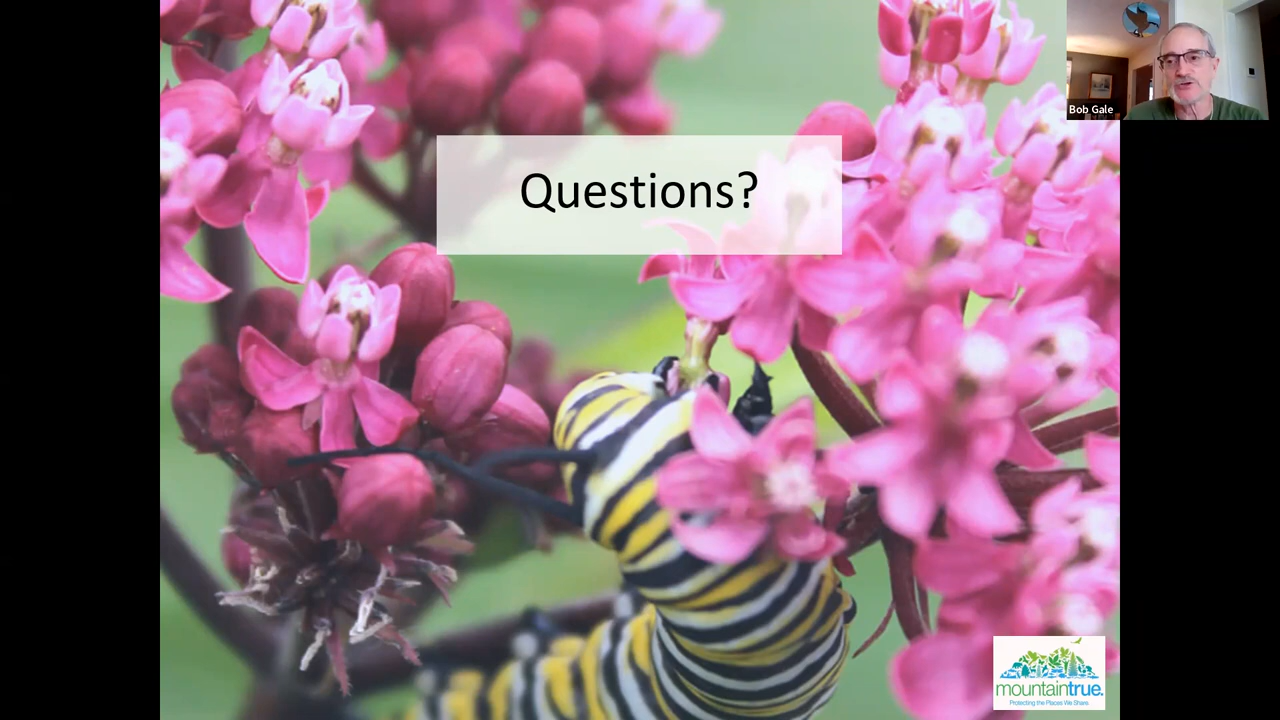 Bob Gale
Questions?
mountaintrue.
Protecting the Places We Share.